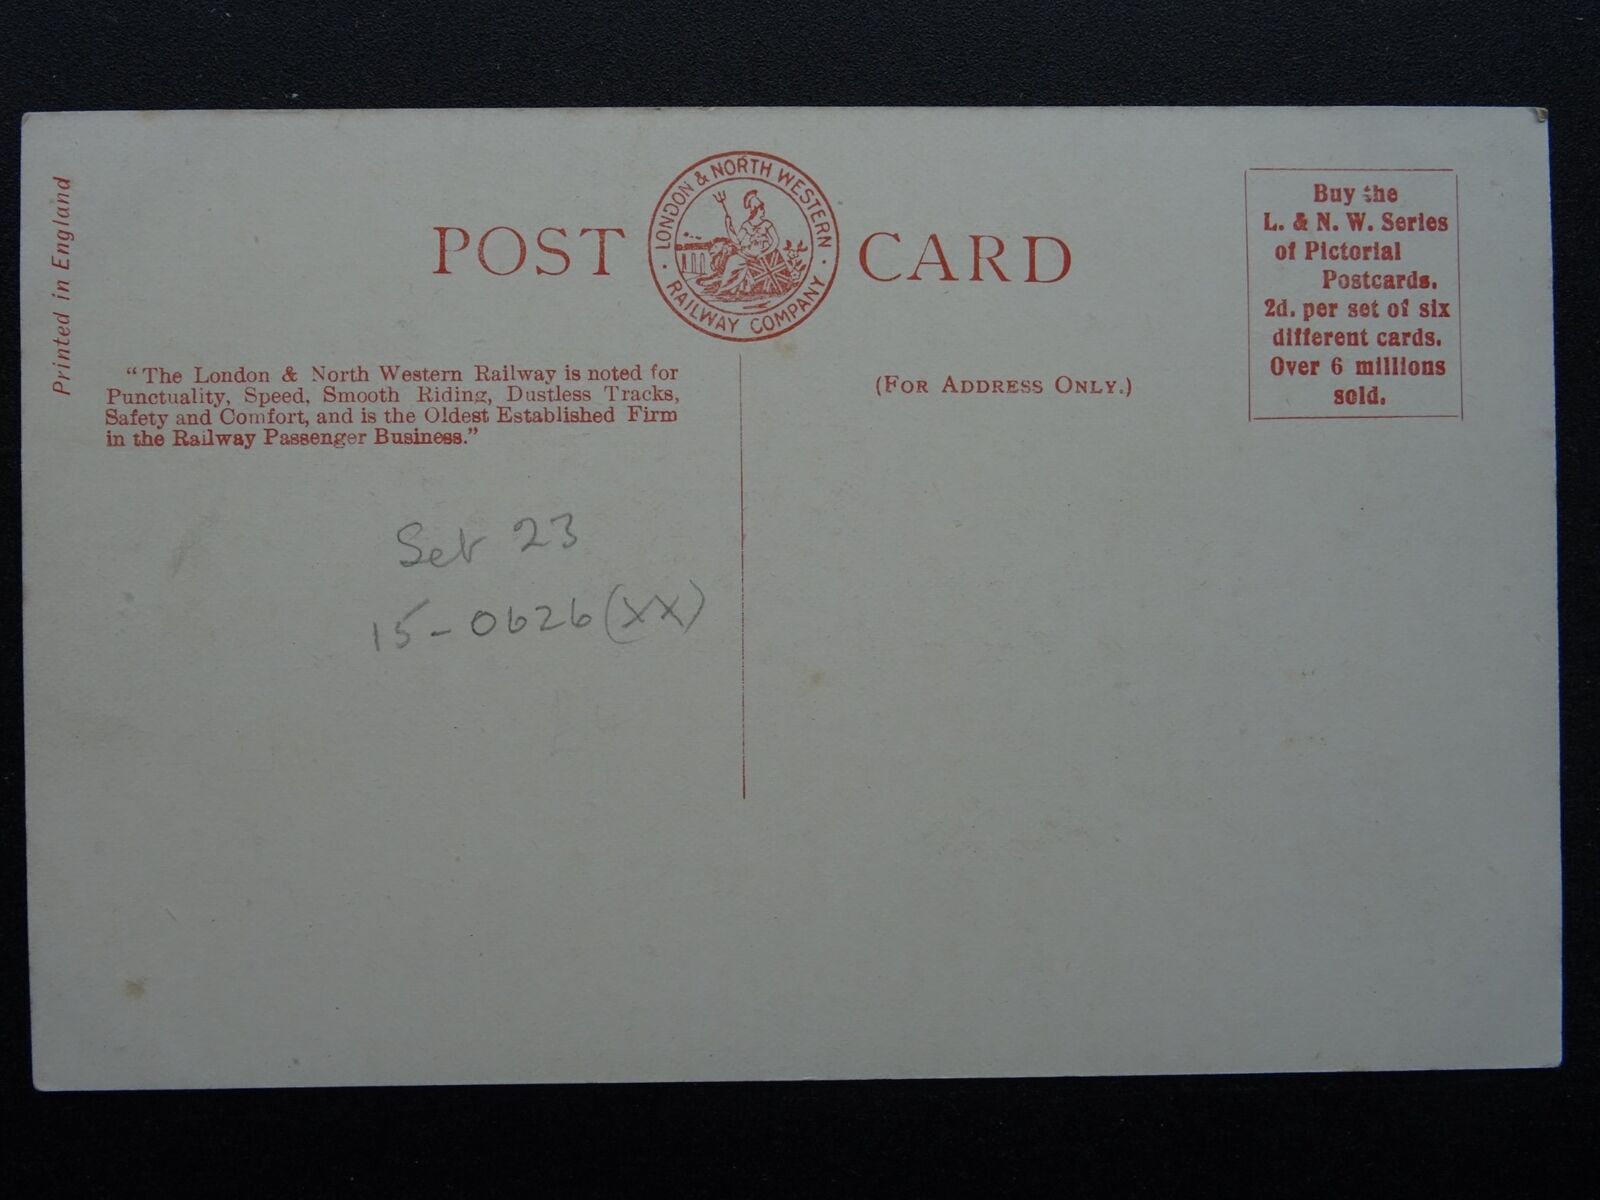 Printed in England
POST CARD
LONDON & NORTH WESTERN
RAILWAY COMPANY
Buy the
L. & N. W. Series
of Pictorial
Postcards.
2d. per set of six
different cards.
Over 6 millions
sold.
"The London & North Western Railway is noted for
Punctuality, Speed, Smooth Riding, Dustless Tracks,
Safety and Comfort, and is the Oldest Established Firm
in the Railway Passenger Business."
(FOR ADDRESS ONLY.)
Set 23
15-0626(XX)